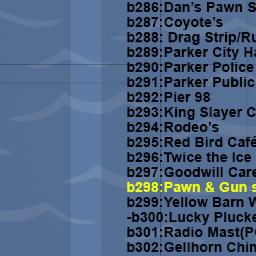 b286:Dan's Pawn S
b287:Coyote's
b288: Drag Strip/Ru
b289:Parker City Ha
b290:Parker Police
b291:Parker Public
b292:Pier 98
b293:King Slayer C
b294:Rodeo's
b295:Red Bird Café
b296:Twice the Ice
b297:Goodwill Care
b298:Pawn & Gun s
b299:Yellow Barn W
-b300:Lucky Plucke
b301:Radio Mast(P
b302:Gellhorn Chin